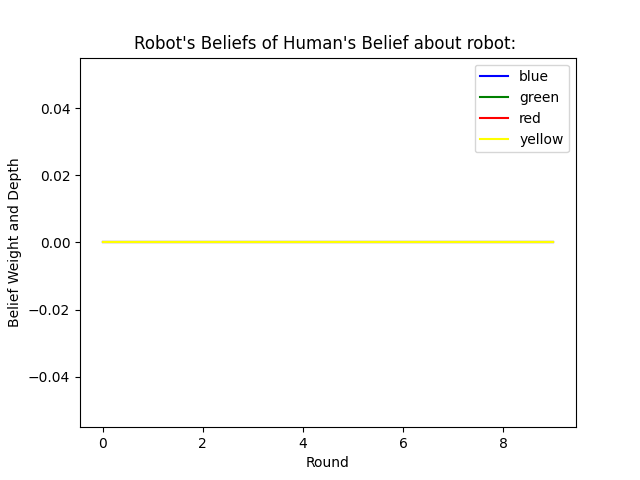 Robot's Beliefs of Human's Belief about robot:
blue
green
red
yellow
0.04
0.02
0.00
−0.02
−0.04
Belief Weight and Depth
0 2 4 6 8
Round